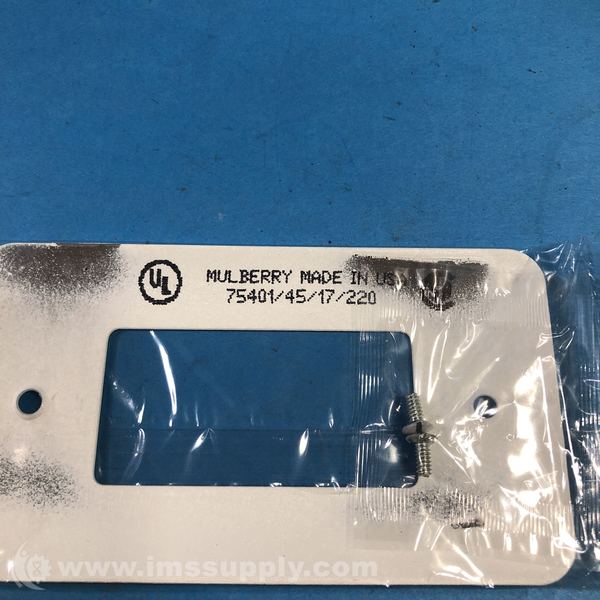 UL
MULBERRY MADE IN USA
75401/45/17/220
www.imssupply.com